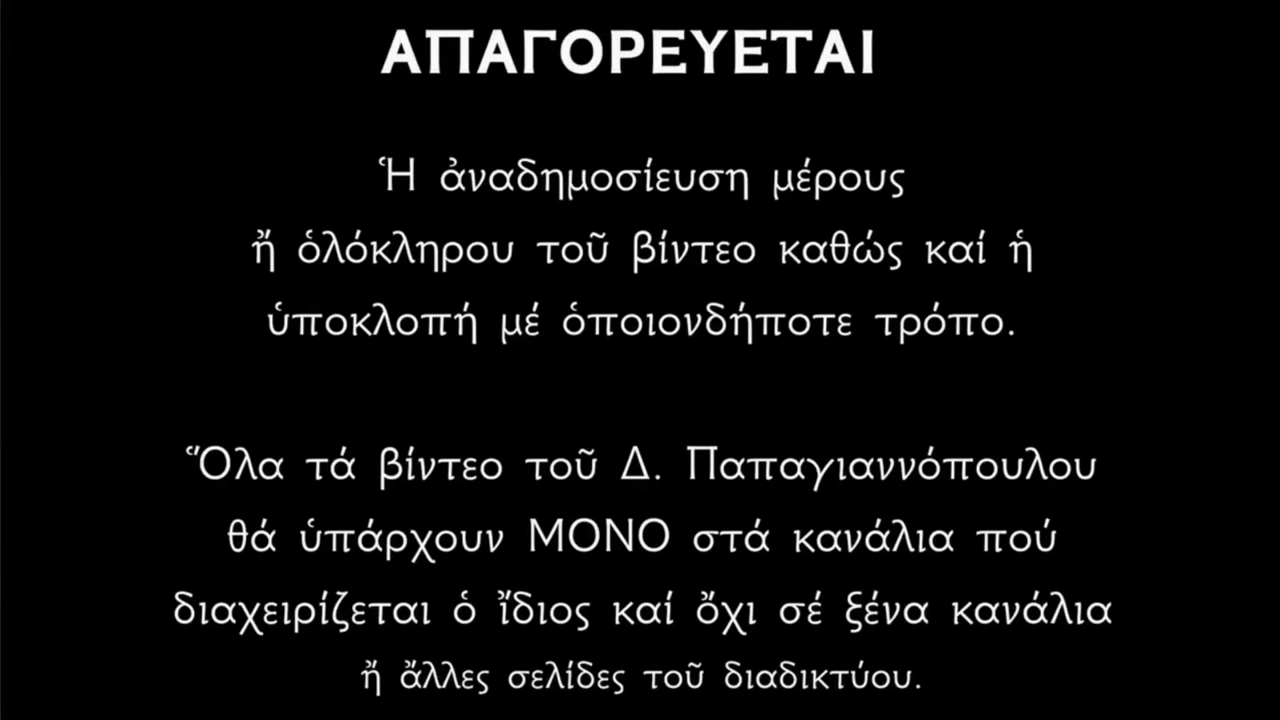 ΑΠΑΓΟΡΕΥΕΤΑΙ
Ἡ ἀναδημοσίευση μέρους
ἤ ὁλόκληρου τοῦ βίντεο καθώς καί ἡ
ὑποκλοπή μέ ὁποιονδήποτε τρόπο.
Ὅλα τά βίντεο τοῦ Δ. Παπαγιαννόπουλου
θά ὑπάρχουν ΜΟΝΟ στά κανάλια πού
διαχειρίζεται ὁ ἴδιος καί ὄχι σέ ξένα κανάλια
ἤ ἄλλες σελίδες τοῦ διαδικτύου.